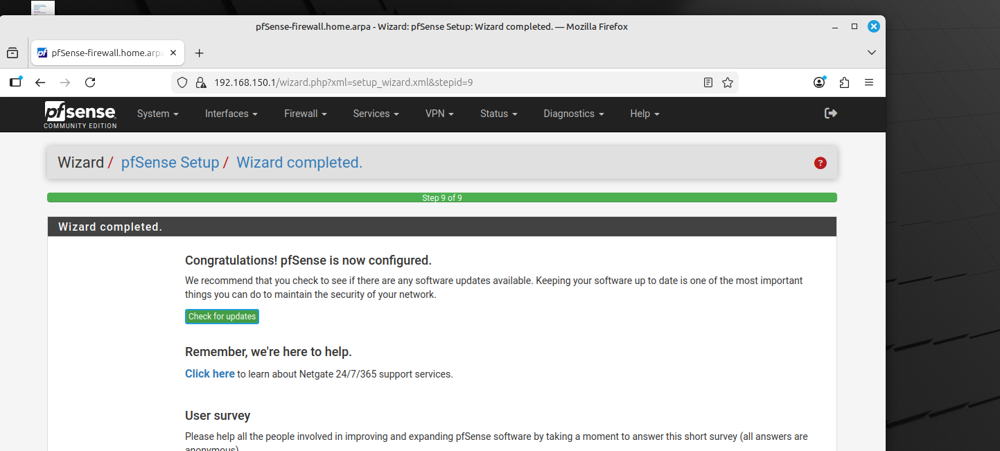 pfSense-firewall.home.arpa - Wizard: pfSense Setup: Wizard completed. — Mozilla Firefox
pfSense-firewall.home.arpa
192.168.150.1/wizard.php?xml=setup_wizard.xml&stepid=9
pfsense System Interfaces Firewall Services VPN Status Diagnostics Help
COMMUNITY EDITION
Wizard / pfSense Setup / Wizard completed.
Step 9 of 9
Wizard completed.
Congratulations! pfSense is now configured.
We recommend that you check to see if there are any software updates available. Keeping your software up to date is one of the most important
things you can do to maintain the security of your network.
Check for updates
Remember, we're here to help.
Click here to learn about Netgate 24/7/365 support services.
User survey
Please help all the people involved in improving and expanding pfSense software by taking a moment to answer this short survey (all answers are
anonymous)